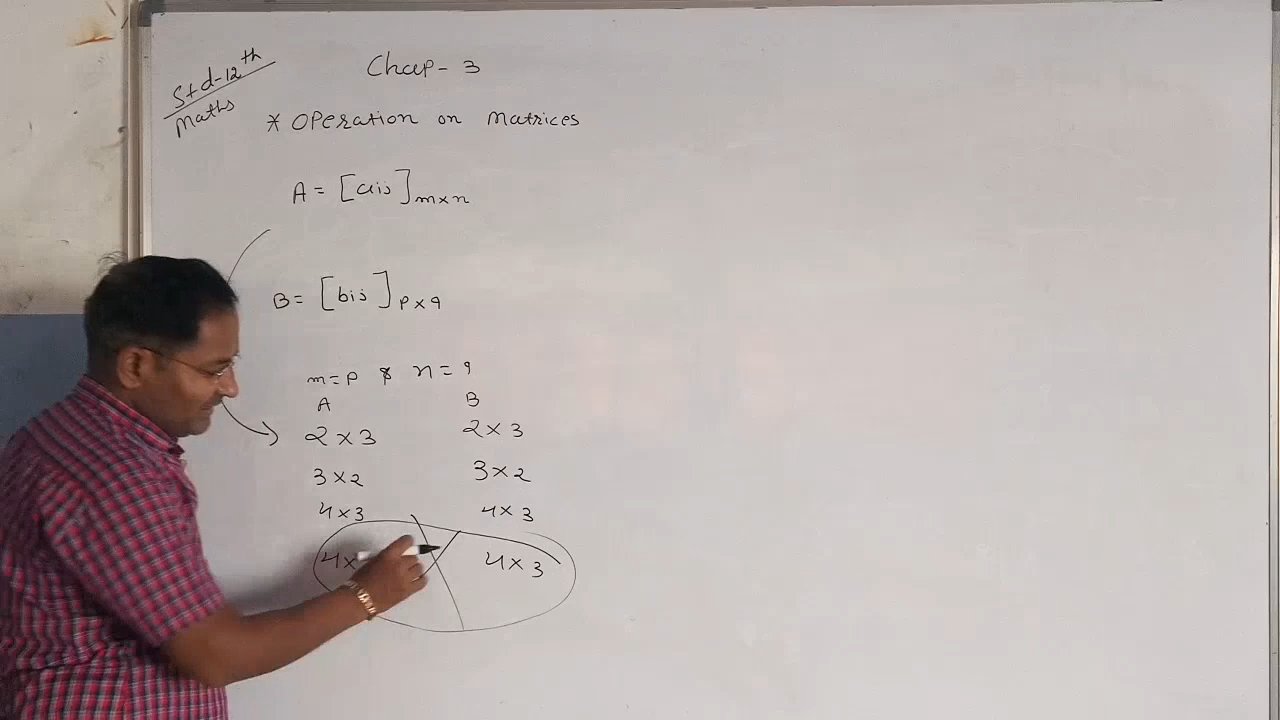 Std-12th
Maths
Chap-3
* Operation on Matrices
A = [aij]m×n
B = [bij]p×q
m=p & n=q
A B
2×3 2×3
3×2 3×2
4×3 4×3
4× 4×3